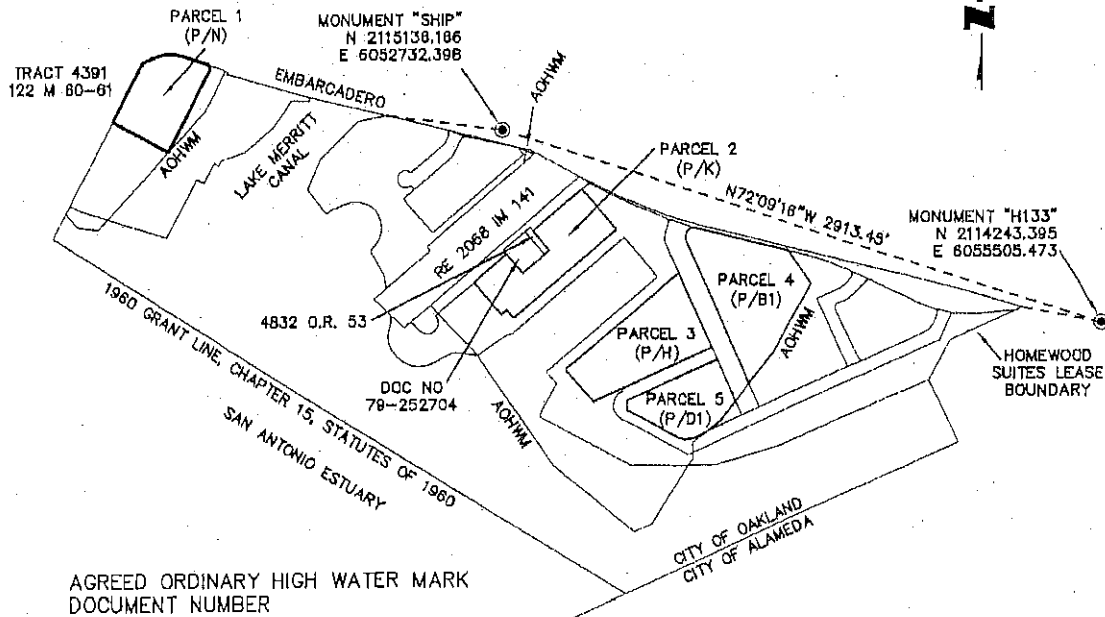 PARCEL 1
(P/N)
MONUMENT "SHIP"
N 2115138,186
E 6052732,398
Z
TRACT 4391
122 M 60-61
EMBARCADERO
AOHWM
AOHWM
LAKE MERRITT
CANAL
PARCEL 2
(P/K)
N72°09'16"W 2913.45'
MONUMENT "H133"
N 2114243,395
E 6055505,473
RE 2068 IM 141
PARCEL 4
(P/B1)
4832 O.R. 53
PARCEL 3
(P/H)
AOHWM
HOMEWOOD
SUITES LEASE
BOUNDARY
DOC NO
79-252704
PARCEL 5
(P/D1)
AOHWM
1960 GRANT LINE, CHAPTER 15, STATUTES OF 1960
SAN ANTONIO ESTUARY
CITY OF OAKLAND
CITY OF ALAMEDA
AGREED ORDINARY HIGH WATER MARK
DOCUMENT NUMBER